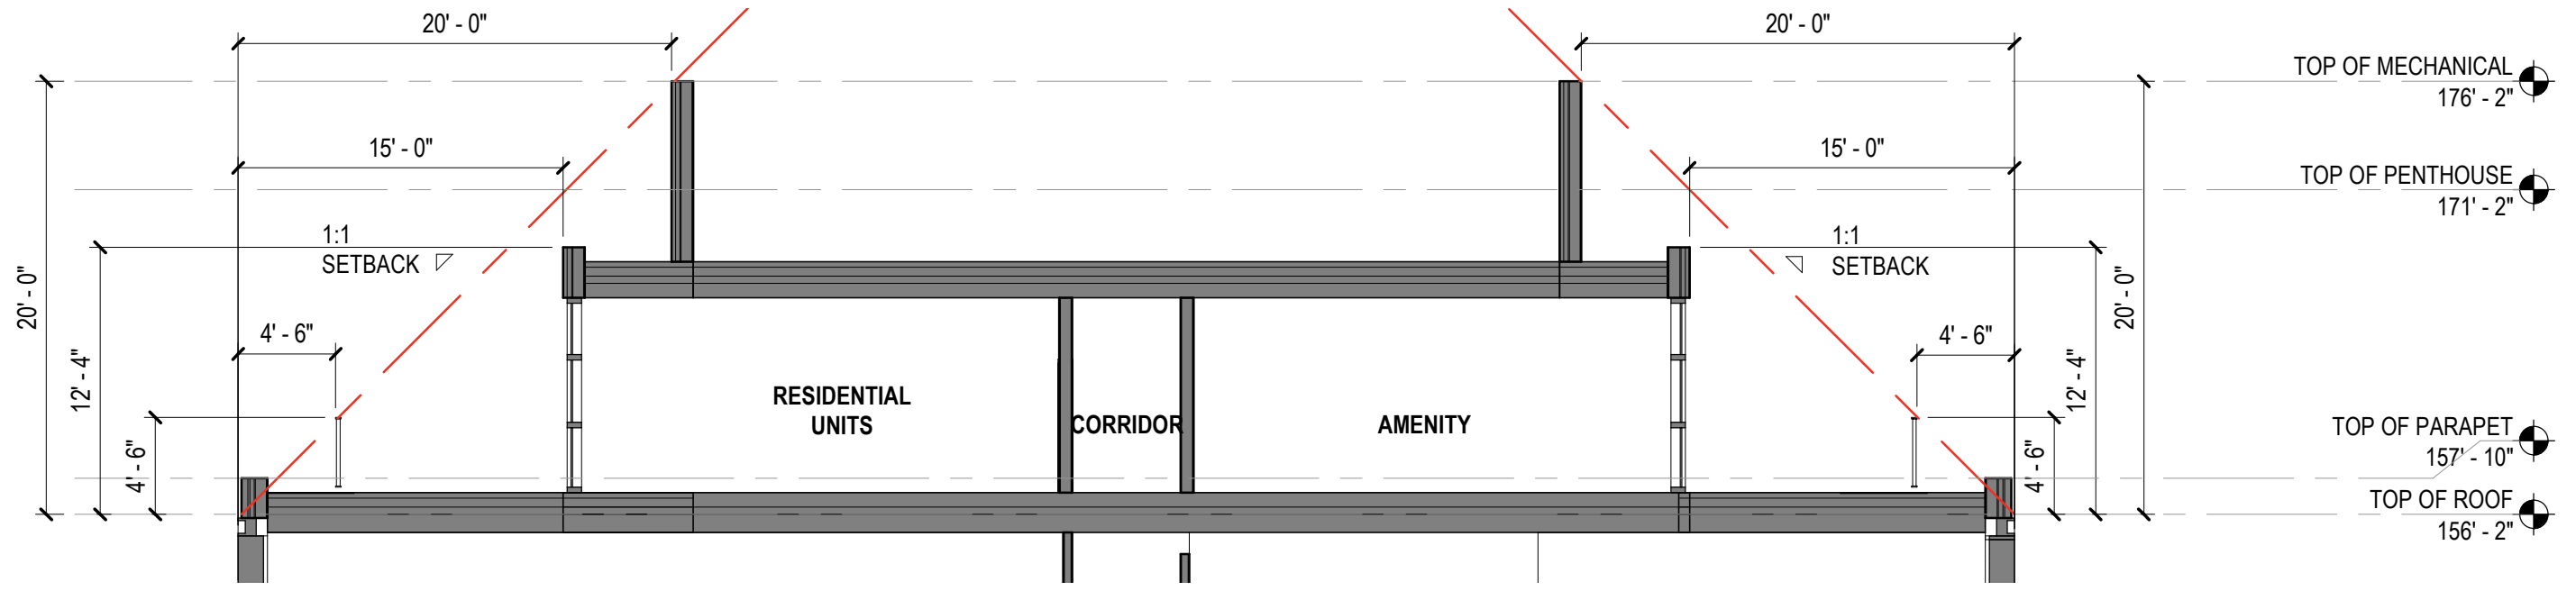 20' - 0"
20' - 0"
TOP OF MECHANICAL
176' - 2"
15' - 0"
15' - 0"
TOP OF PENTHOUSE
171' - 2"
1:1
SETBACK
1:1
SETBACK
20' - 0"
20' - 0"
4' - 6"
4' - 6"
12' - 4"
12' - 4"
RESIDENTIAL
UNITS
CORRIDOR
AMENITY
4' - 6"
4' - 6"
TOP OF PARAPET
157' - 10"
TOP OF ROOF
156' - 2"